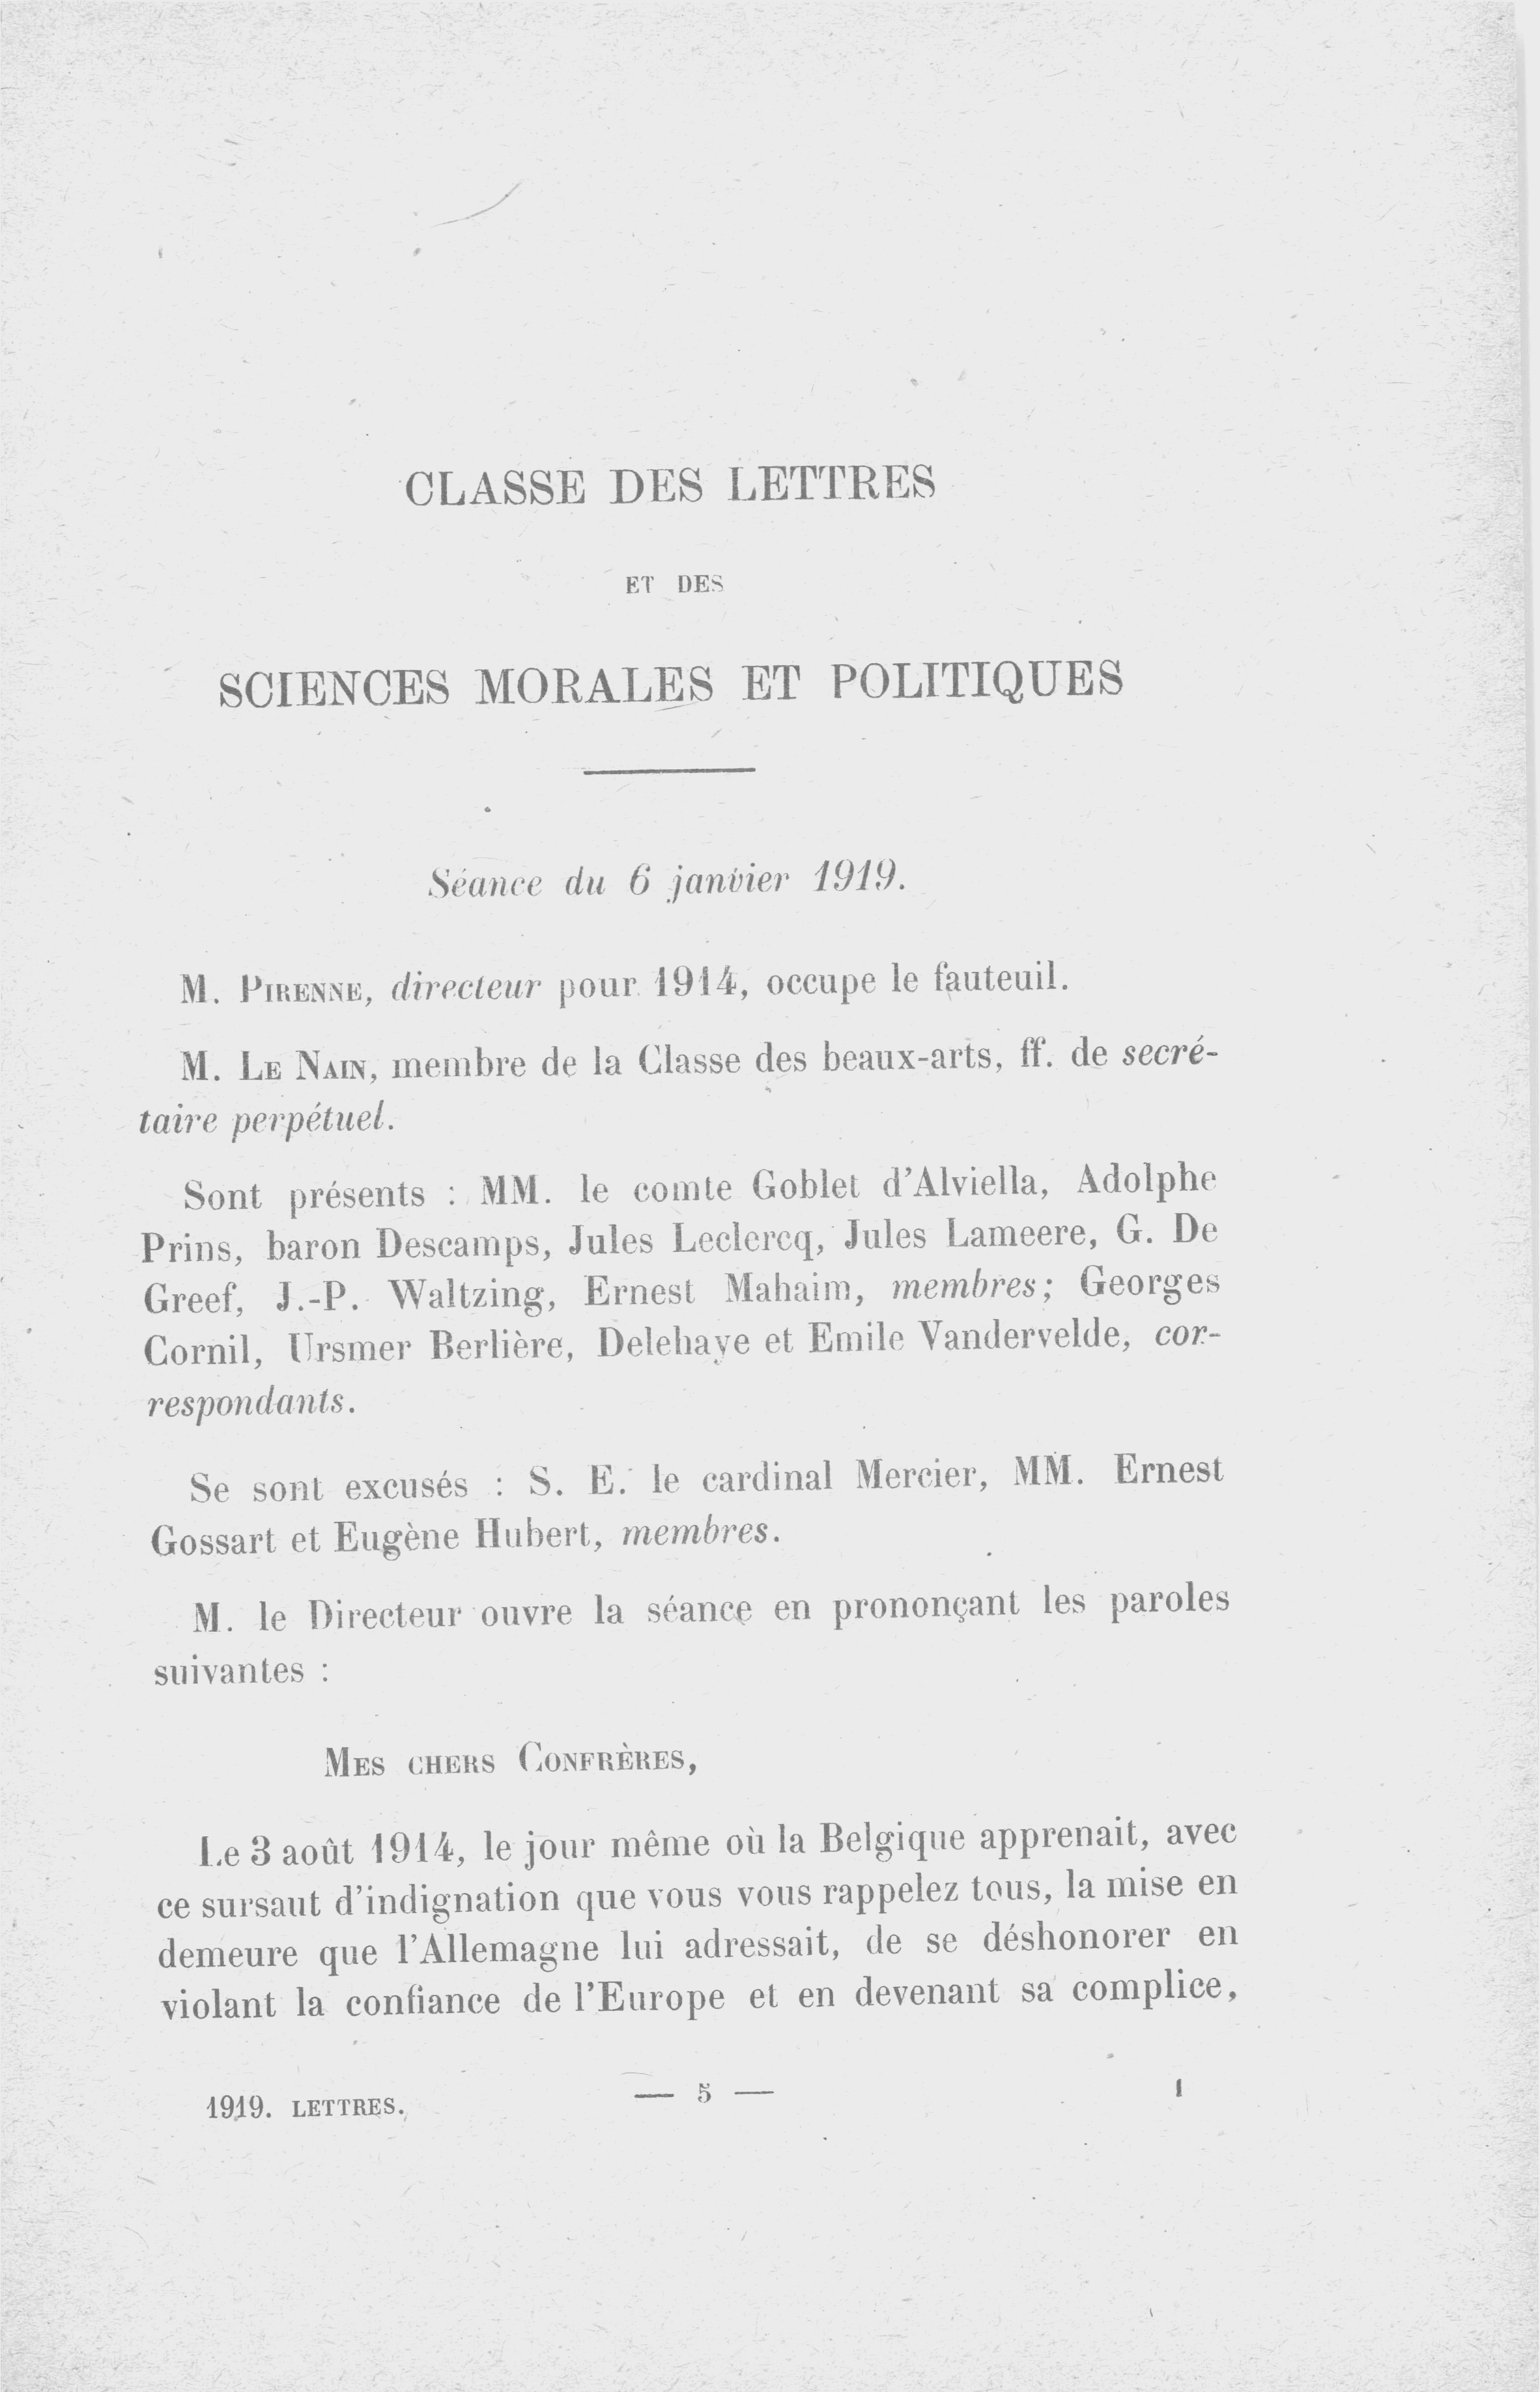 CLASSE DES LETTRES
ET DES
SCIENCES MORALES ET POLITIQUES
Séance du 6 janvier 1919.
M. PIRENNE, directeur pour 1914, occupe le fauteuil.
M. LE NAIN, membre de la Classe des beaux-arts, ff. de secré-
taire perpétuel.
Sont présents : MM. le comte Goblet d'Alviella, Adolphe
Prins, baron Descamps, Jules Leclercq, Jules Lameere, G. De
Greef, J.-P. Waltzing, Ernest Mahaim, membres; Georges
Cornil, Ursmer Berlière, Delehaye et Emile Vandervelde, cor-
respondants.
Se sont excusés : S. E. le cardinal Mercier, MM. Ernest
Gossart et Eugène Hubert, membres.
M. le Directeur ouvre la séance en prononçant les paroles
suivantes :
MES CHERS CONFRÈRES,
Le 3 août 1914, le jour même où la Belgique apprenait, avec
ce sursaut d'indignation que vous vous rappelez tous, la mise en
demeure que l'Allemagne lui adressait, de se déshonorer en
violant la confiance de l'Europe et en devenant sa complice,
1919. LETTRES. — 5 — 1